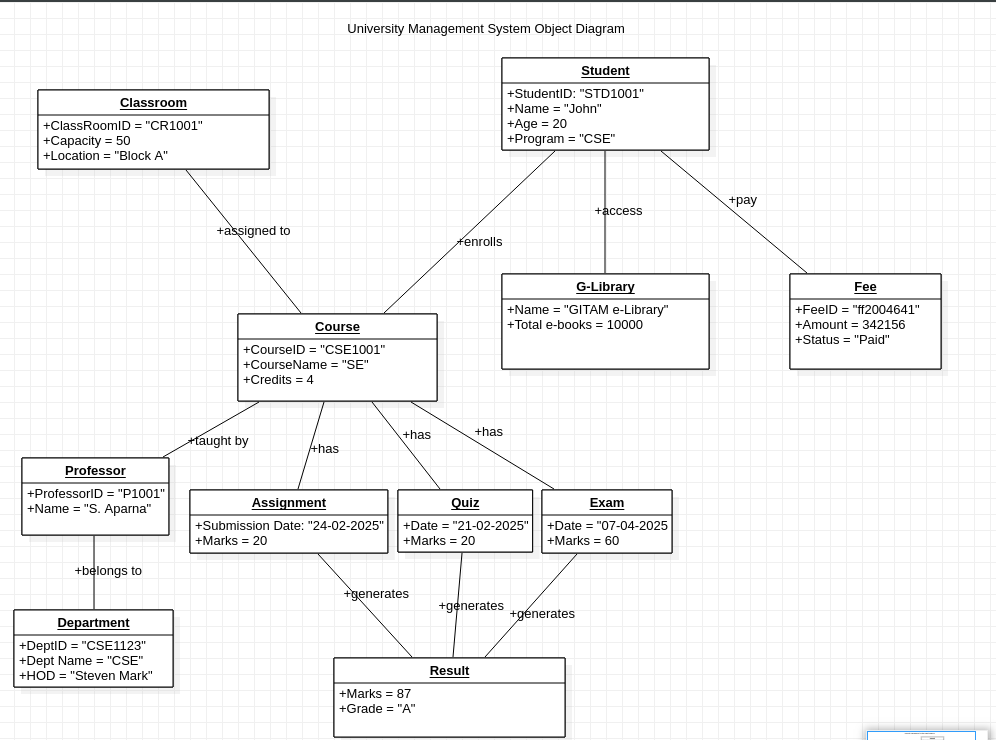 University Management System Object Diagram
Student
+StudentID: "STD1001"
+Name = "John"
+Age = 20
+Program = "CSE"
Classroom
+ClassRoomID = "CR1001"
+Capacity = 50
+Location = "Block A"
+assigned to
+enrolls
+access
+pay
G-Library
+Name = "GITAM e-Library"
+Total e-books = 10000
Fee
+FeeID = "ff2004641"
+Amount = 342156
+Status = "Paid"
Course
+CourseID = "CSE1001"
+CourseName = "SE"
+Credits = 4
+taught by
+has
+has
+has
Professor
+ProfessorID = "P1001"
+Name = "S. Aparna"
Assignment
+Submission Date: "24-02-2025"
+Marks = 20
Quiz
+Date = "21-02-2025"
+Marks = 20
Exam
+Date = "07-04-2025
+Marks = 60
+belongs to
+generates
+generates
+generates
Department
+DeptID = "CSE1123"
+Dept Name = "CSE"
+HOD = "Steven Mark"
Result
+Marks = 87
+Grade = "A"